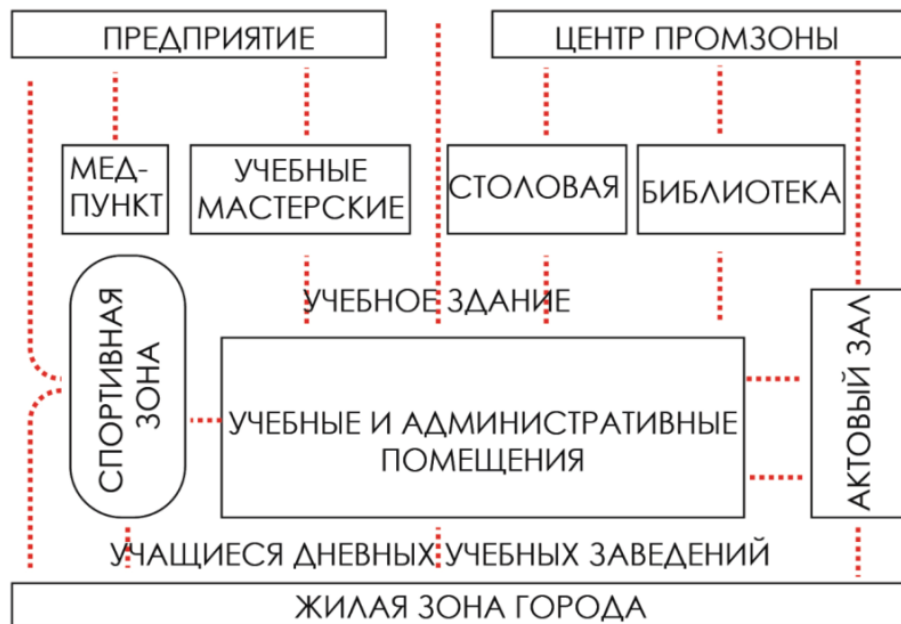 ПРЕДПРИЯТИЕ
ЦЕНТР ПРОМЗОНЫ
МЕД-
ПУНКТ
УЧЕБНЫЕ
МАСТЕРСКИЕ
СТОЛОВАЯ
БИБЛИОТЕКА
УЧЕБНОЕ ЗДАНИЕ
СПОРТИВНАЯ
ЗОНА
УЧЕБНЫЕ И АДМИНИСТРАТИВНЫЕ
ПОМЕЩЕНИЯ
АКТОВЫЙ ЗАЛ
УЧАЩИЕСЯ ДНЕВНЫХ УЧЕБНЫХ ЗАВЕДЕНИЙ
ЖИЛАЯ ЗОНА ГОРОДА